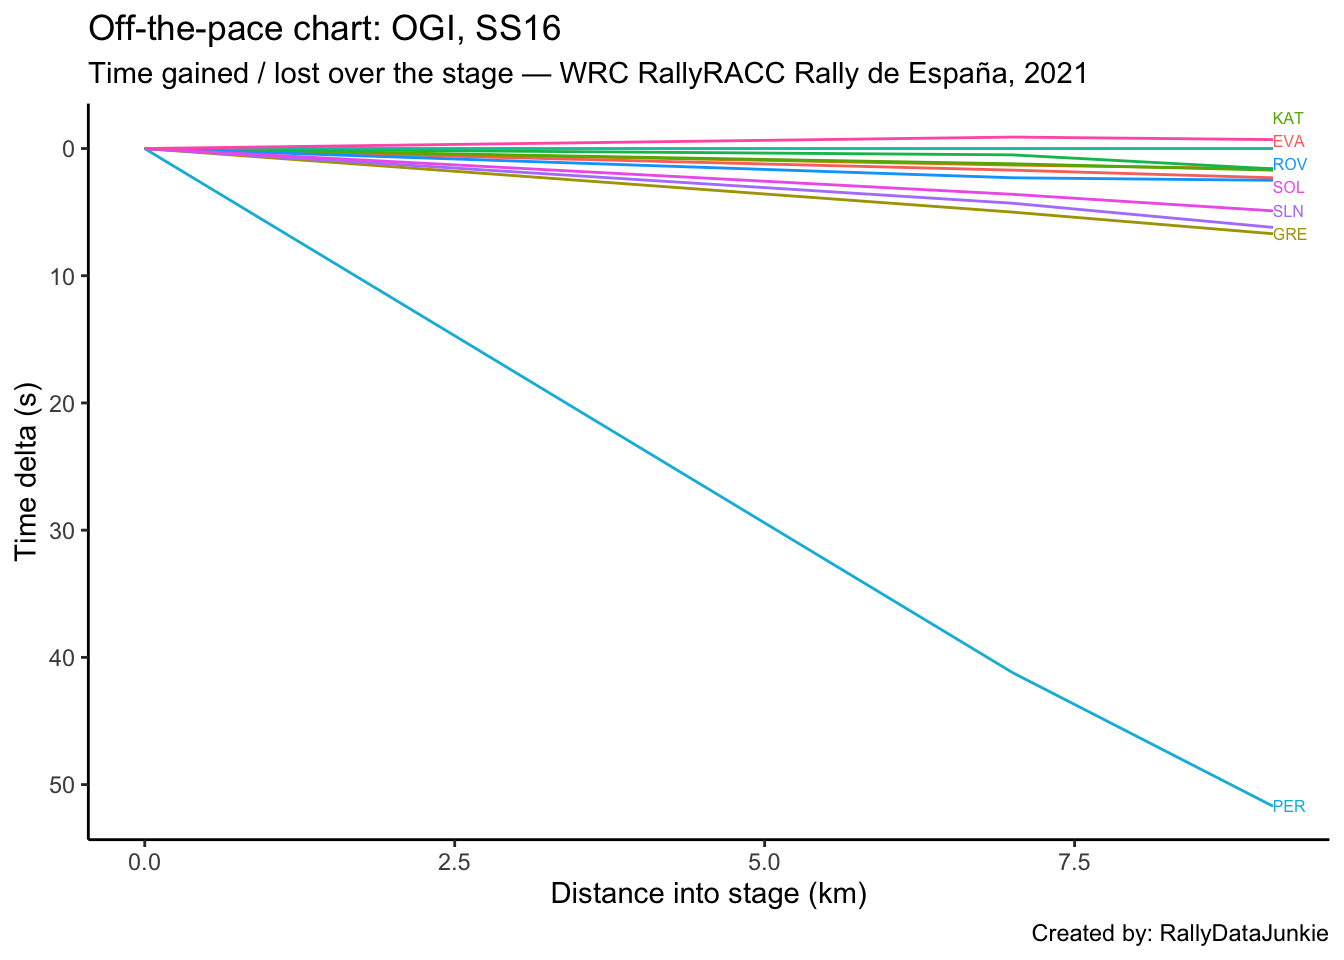 Off-the-pace chart: OGI, SS16
Time gained / lost over the stage — WRC RallyRACC Rally de España, 2021
KAT
0
EVA
ROV
SOL
SLN
GRE
10
20
Time delta (s)
30
40
50
PER
0.0 2.5 5.0 7.5
Distance into stage (km)
Created by: RallyDataJunkie